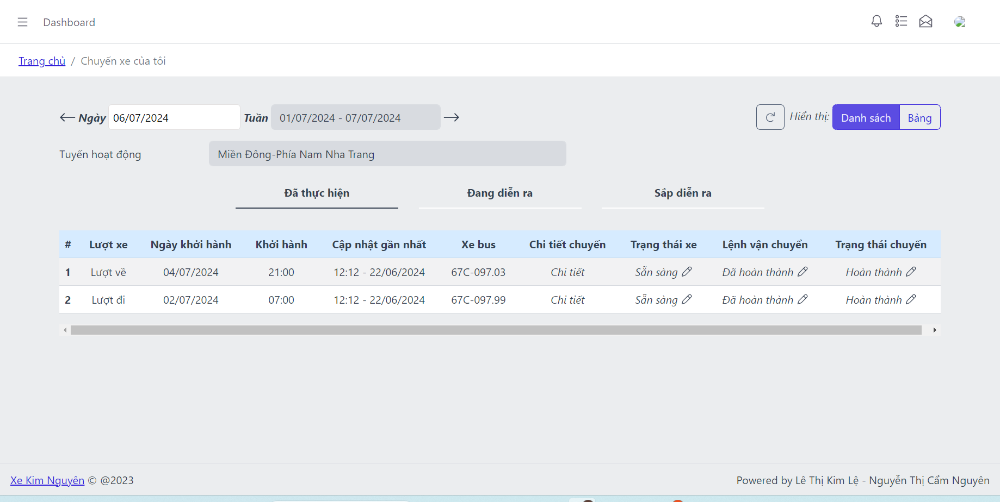 Dashboard
Trang chủ / Chuyến xe của tôi
Ngày 06/07/2024 Tuần 01/07/2024 - 07/07/2024 Hiển thị: Danh sách Bảng
Tuyến hoạt động Miền Đông-Phía Nam Nha Trang
Đã thực hiện Đang diễn ra Sắp diễn ra
# Lượt xe Ngày khởi hành Khởi hành Cập nhật gần nhất Xe bus Chi tiết chuyến Trạng thái xe Lệnh vận chuyển Trạng thái chuyến
1 Lượt về 04/07/2024 21:00 12:12 - 22/06/2024 67C-097.03 Chi tiết Sẵn sàng Đã hoàn thành Hoàn thành
2 Lượt đi 02/07/2024 07:00 12:12 - 22/06/2024 67C-097.99 Chi tiết Sẵn sàng Đã hoàn thành Hoàn thành
Xe Kim Nguyên © @2023 Powered by Lê Thị Kim Lệ - Nguyễn Thị Cẩm Nguyên